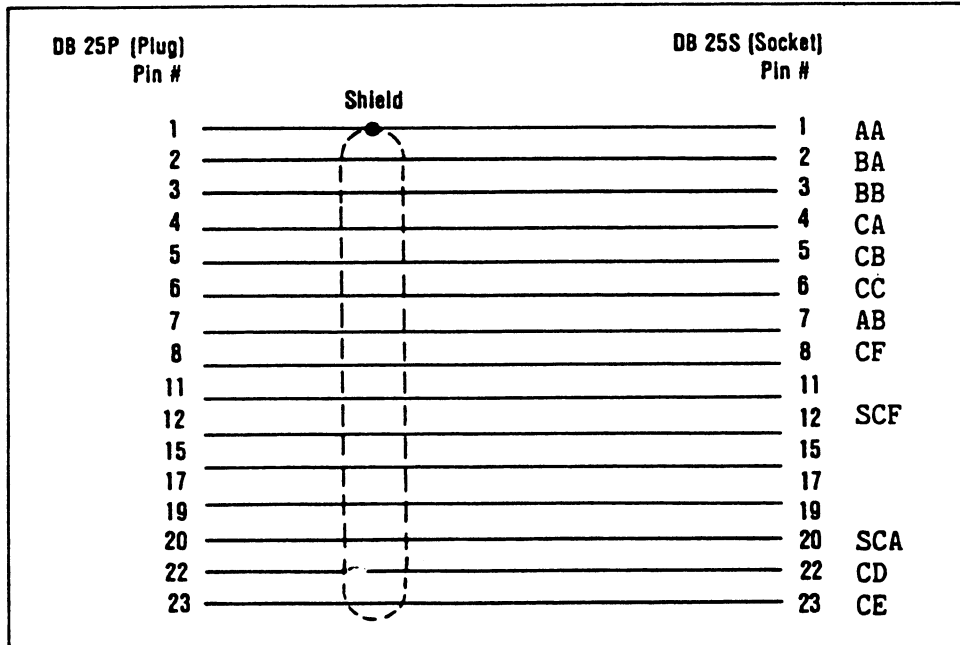 DB 25P (Plug) DB 25S (Socket)
Pin # Pin #
Shield
1 1 AA
2 2 BA
3 3 BB
4 4 CA
5 5 CB
6 6 CC
7 7 AB
8 8 CF
11 11
12 12 SCF
15 15
17 17
19 19
20 20 SCA
22 22 CD
23 23 CE